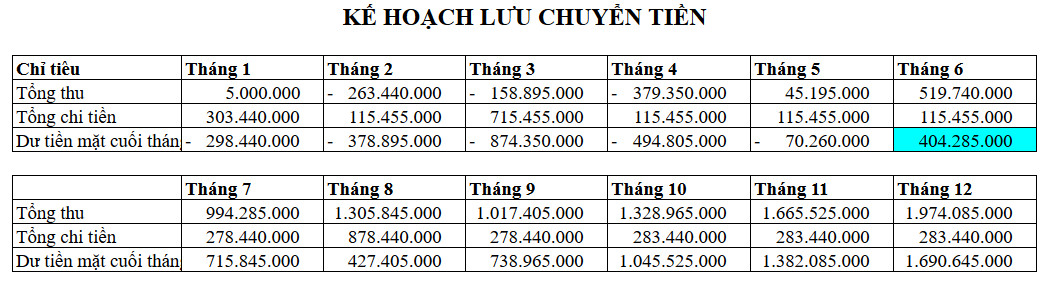 KẾ HOẠCH LƯU CHUYỂN TIỀN
Chỉ tiêu Tháng 1 Tháng 2 Tháng 3 Tháng 4 Tháng 5 Tháng 6
Tổng thu 5.000.000 - 263.440.000 - 158.895.000 - 379.350.000 45.195.000 519.740.000
Tổng chi tiền 303.440.000 115.455.000 715.455.000 115.455.000 115.455.000 115.455.000
Dư tiền mặt cuối thán - 298.440.000 - 378.895.000 - 874.350.000 - 494.805.000 - 70.260.000 404.285.000
Tháng 7 Tháng 8 Tháng 9 Tháng 10 Tháng 11 Tháng 12
Tổng thu 994.285.000 1.305.845.000 1.017.405.000 1.328.965.000 1.665.525.000 1.974.085.000
Tổng chi tiền 278.440.000 878.440.000 278.440.000 283.440.000 283.440.000 283.440.000
Dư tiền mặt cuối thán 715.845.000 427.405.000 738.965.000 1.045.525.000 1.382.085.000 1.690.645.000